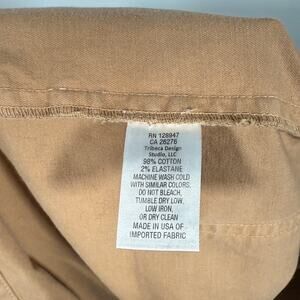 RN 128947
CA 26276
Tribeca Design
Studio, LLC
98% COTTON
2% ELASTANE
MACHINE WASH COLD
WITH SIMILAR COLORS,
DO NOT BLEACH,
TUMBLE DRY LOW,
LOW IRON,
OR DRY CLEAN
MADE IN USA OF
IMPORTED FABRIC